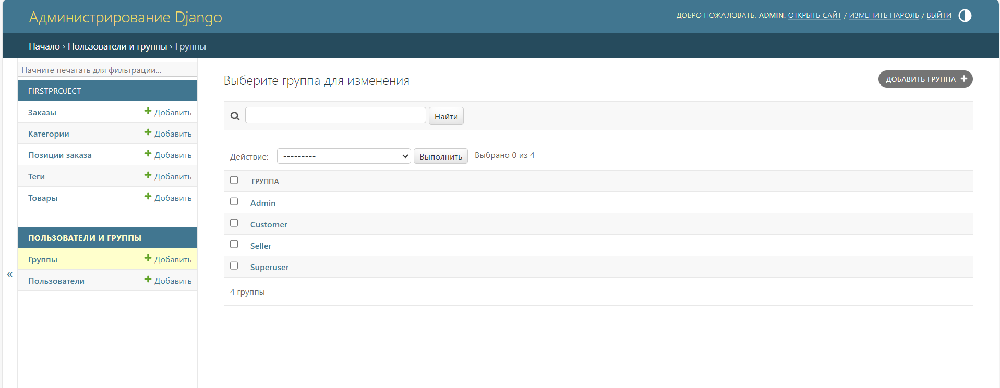 Администрирование Django
ДОБРО ПОЖАЛОВАТЬ, ADMIN. ОТКРЫТЬ САЙТ / ИЗМЕНИТЬ ПАРОЛЬ / ВЫЙТИ
Начало › Пользователи и группы › Группы
Начните печатать для фильтрации...
FIRSTPROJECT
Заказы Добавить
Категории Добавить
Позиции заказа Добавить
Теги Добавить
Товары Добавить
ПОЛЬЗОВАТЕЛИ И ГРУППЫ
Группы Добавить
Пользователи Добавить
«
Выберите группа для изменения
ДОБАВИТЬ ГРУППА
Найти
Действие: --------- Выполнить Выбрано 0 из 4
ГРУППА
Admin
Customer
Seller
Superuser
4 группы